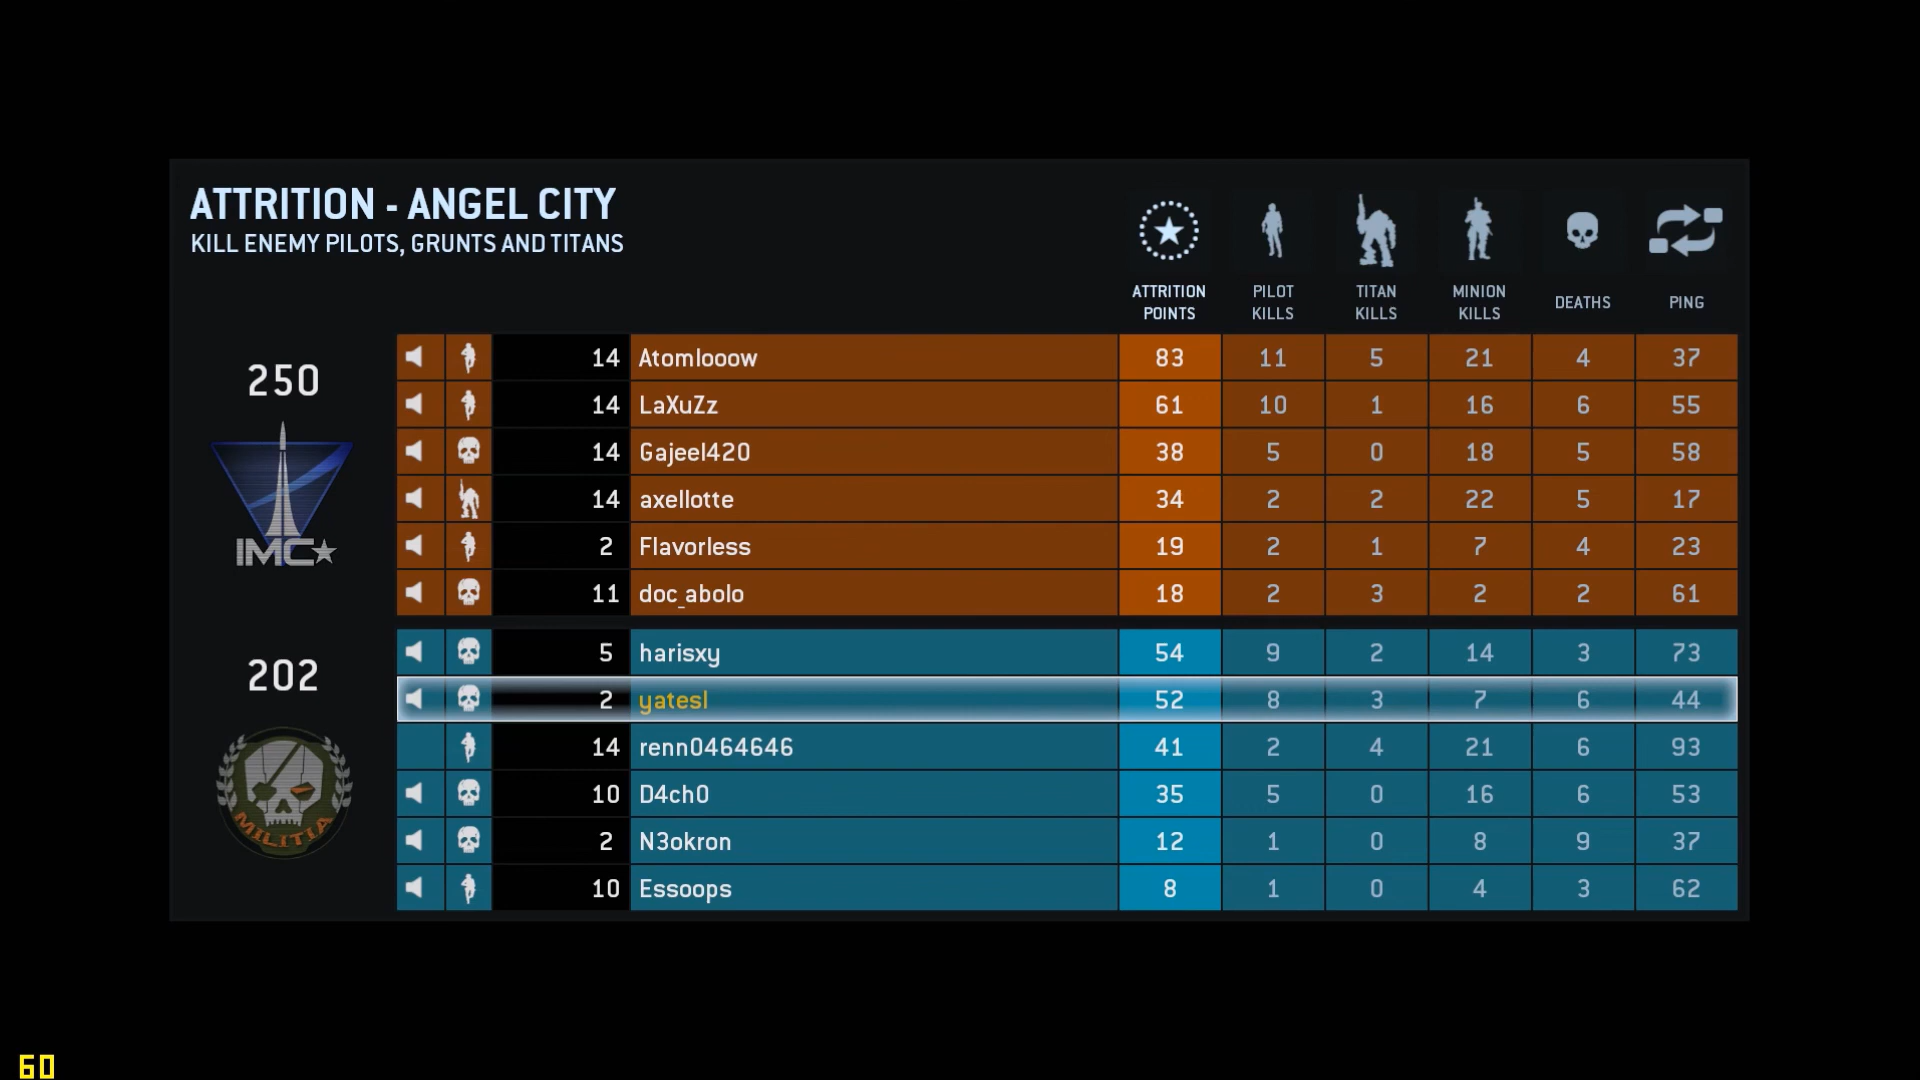 ATTRITION - ANGEL CITY
KILL ENEMY PILOTS, GRUNTS AND TITANS
ATTRITION POINTS PILOT KILLS TITAN KILLS MINION KILLS DEATHS PING
250
IMC
14 Atomlooow 83 11 5 21 4 37
14 LaXuZz 61 10 1 16 6 55
14 Gajeel420 38 5 0 18 5 58
14 axellotte 34 2 2 22 5 17
2 Flavorless 19 2 1 7 4 23
11 doc_abolo 18 2 3 2 2 61
202
MILITIA
5 harisxy 54 9 2 14 3 73
2 yatesl 52 8 3 7 6 44
14 renn0464646 41 2 4 21 6 93
10 D4ch0 35 5 0 16 6 53
2 N3okron 12 1 0 8 9 37
10 Essoops 8 1 0 4 3 62
60